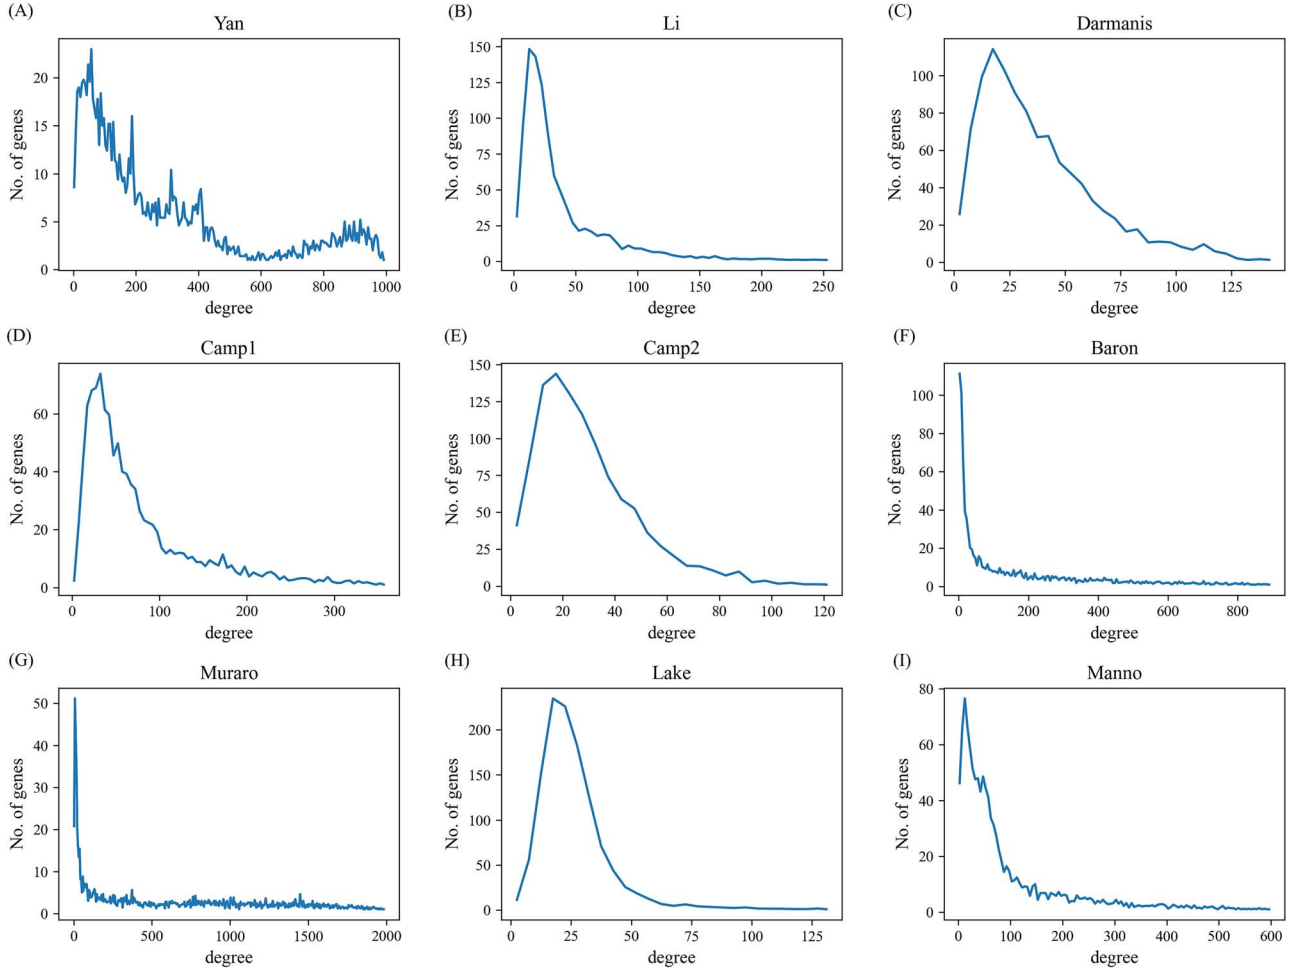 (A)
Yan
No. of genes
20
15
10
5
0
0 200 400 600 800 1000
degree
(B)
Li
No. of genes
150
125
100
75
50
25
0
0 50 100 150 200 250
degree
(C)
Darmanis
No. of genes
100
80
60
40
20
0
0 25 50 75 100 125
degree
(D)
Camp1
No. of genes
60
40
20
0
0 100 200 300
degree
(E)
Camp2
No. of genes
150
125
100
75
50
25
0
0 20 40 60 80 100 120
degree
(F)
Baron
No. of genes
100
80
60
40
20
0
0 200 400 600 800
degree
(G)
Muraro
No. of genes
50
40
30
20
10
0
0 500 1000 1500 2000
degree
(H)
Lake
No. of genes
200
150
100
50
0
0 25 50 75 100 125
degree
(I)
Manno
No. of genes
80
60
40
20
0
0 100 200 300 400 500 600
degree